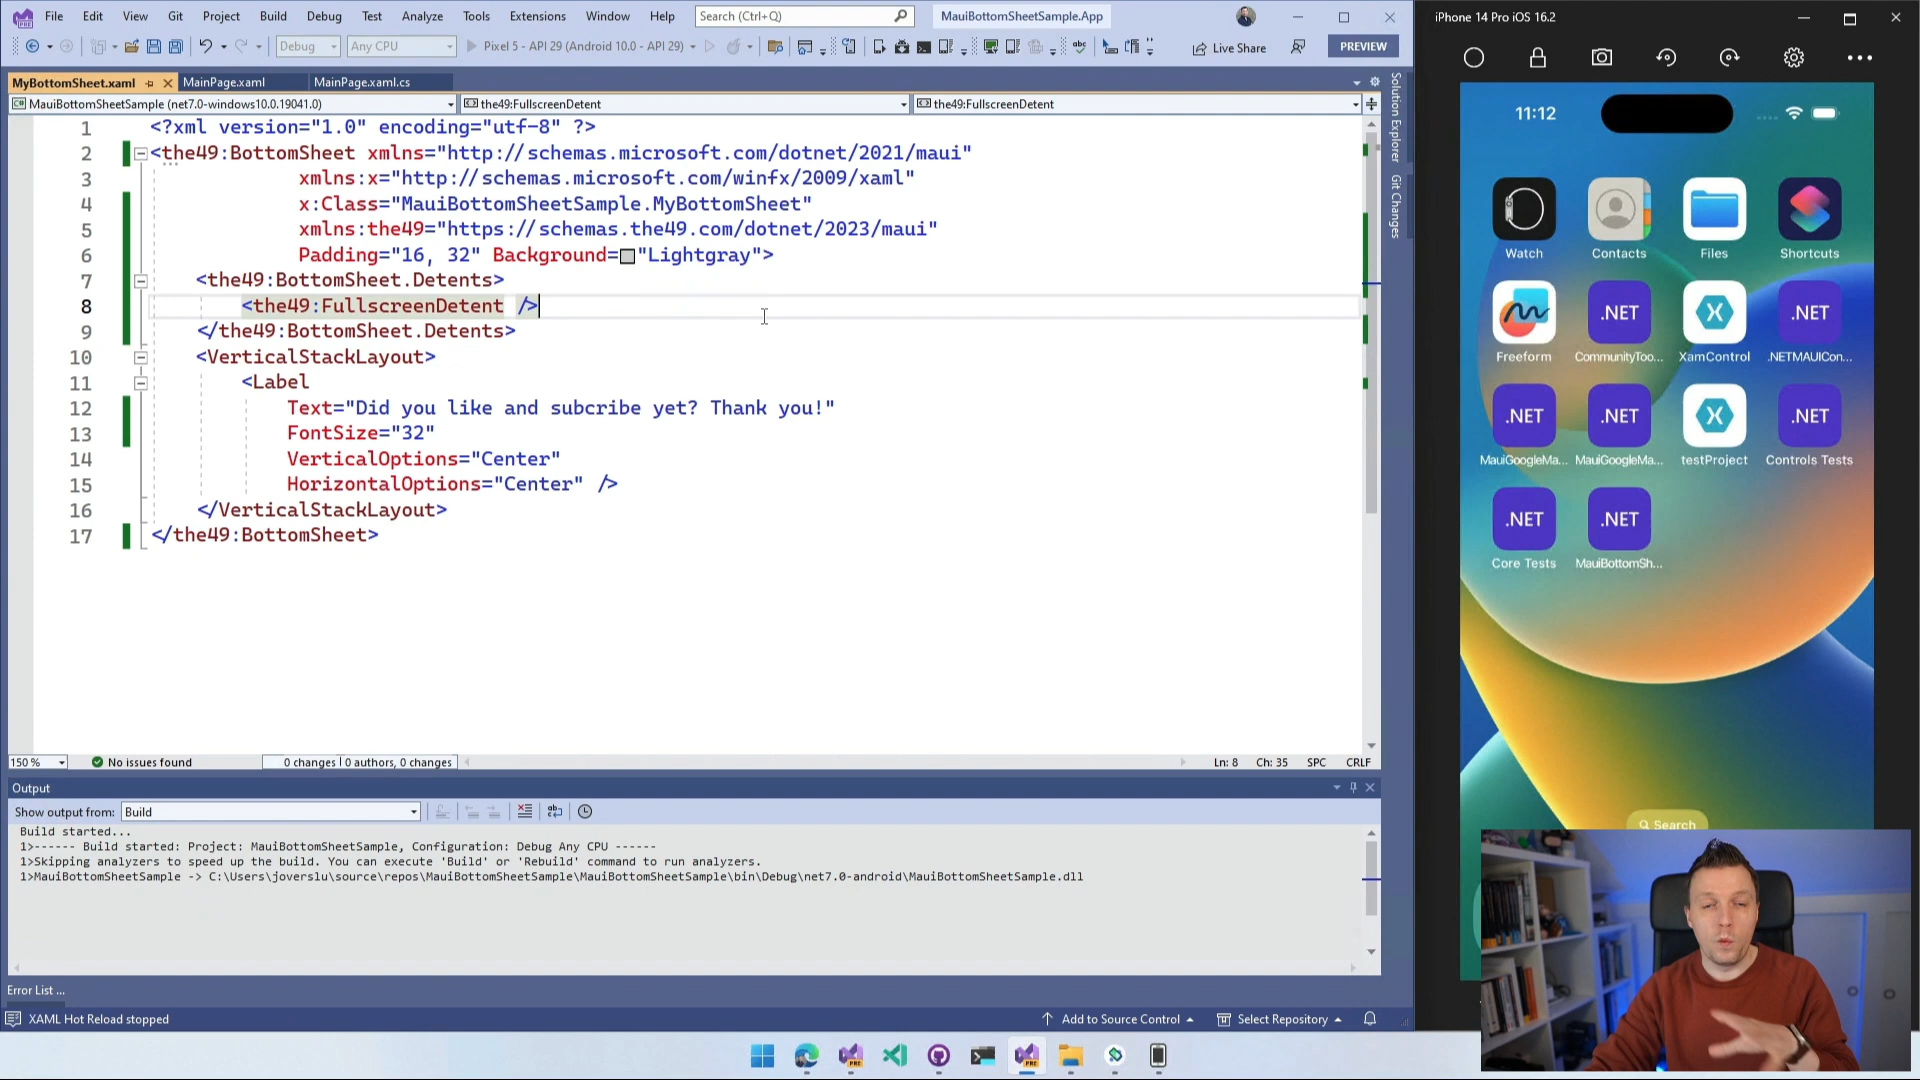 File Edit View Git Project Build Debug Test Analyze Tools Extensions Window Help Search (Ctrl+Q) MauiBottomSheetSample.App
Debug Any CPU Pixel 5 - API 29 (Android 10.0 - API 29) Live Share PREVIEW
MyBottomSheet.xaml MainPage.xaml MainPage.xaml.cs
MauiBottomSheetSample (net7.0-windows10.0.19041.0) the49:FullscreenDetent the49:FullscreenDetent
1 <?xml version="1.0" encoding="utf-8" ?>
2 <the49:BottomSheet xmlns="http://schemas.microsoft.com/dotnet/2021/maui"
3 xmlns:x="http://schemas.microsoft.com/winfx/2009/xaml"
4 x:Class="MauiBottomSheetSample.MyBottomSheet"
5 xmlns:the49="https://schemas.the49.com/dotnet/2023/maui"
6 Padding="16, 32" Background="Lightgray">
7 <the49:BottomSheet.Detents>
8 <the49:FullscreenDetent />
9 </the49:BottomSheet.Detents>
10 <VerticalStackLayout>
11 <Label
12 Text="Did you like and subcribe yet? Thank you!"
13 FontSize="32"
14 VerticalOptions="Center"
15 HorizontalOptions="Center" />
16 </VerticalStackLayout>
17 </the49:BottomSheet>
150 % No issues found 0 changes | 0 authors, 0 changes Ln: 8 Ch: 35 SPC CRLF
Output
Show output from: Build
Build started...
1>------ Build started: Project: MauiBottomSheetSample, Configuration: Debug Any CPU ------
1>Skipping analyzers to speed up the build. You can execute 'Build' or 'Rebuild' command to run analyzers.
1>MauiBottomSheetSample -> C:\Users\joverslu\source\repos\MauiBottomSheetSample\MauiBottomSheetSample\bin\Debug\net7.0-android\MauiBottomSheetSample.dll
Error List ...
XAML Hot Reload stopped Add to Source Control Select Repository
Solution Explorer
Git Changes
iPhone 14 Pro iOS 16.2
11:12
Watch Contacts Files Shortcuts
.NET .NET
Freeform CommunityToo... XamControl .NETMAUICon...
.NET .NET .NET
MauiGoogleMa... MauiGoogleMa... testProject Controls Tests
.NET .NET
Core Tests MauiBottomSh...
Search
PRE PRE